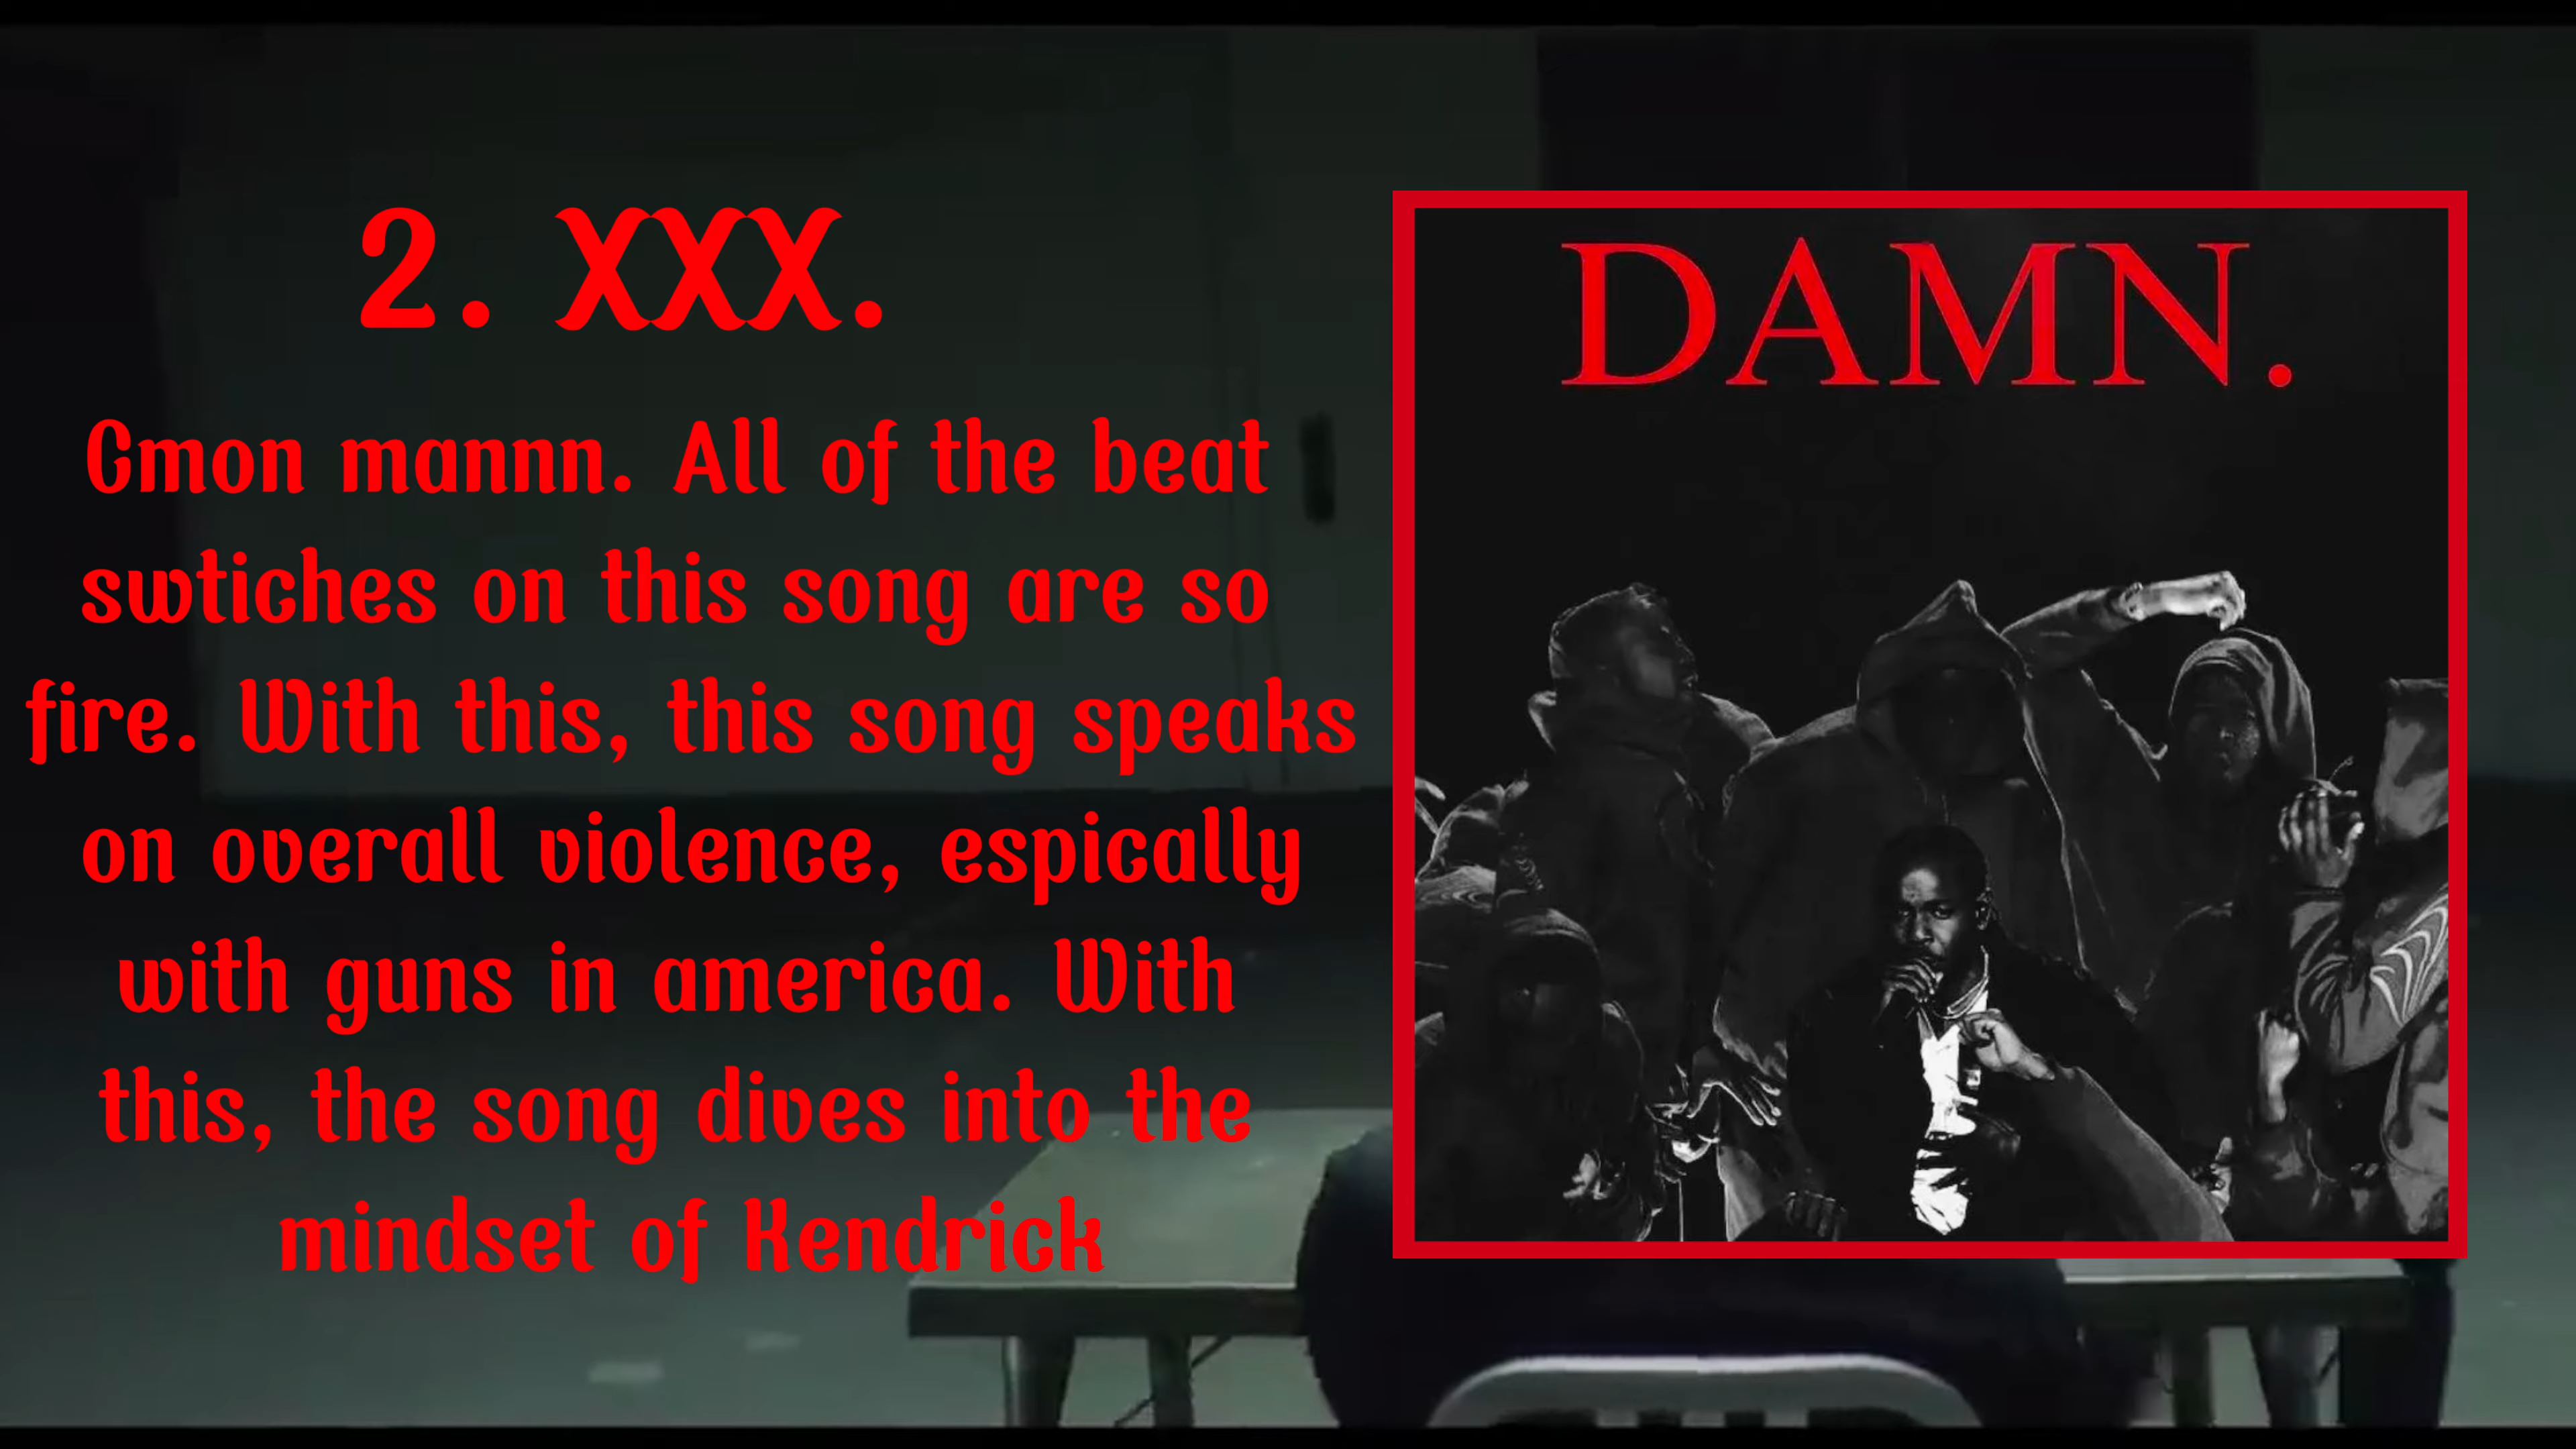 2. XXX.
Cmon mannn. All of the beat
swtiches on this song are so
fire. With this, this song speaks
on overall violence, espically
with guns in america. With
this, the song dives into the
mindset of Kendrick
DAMN.